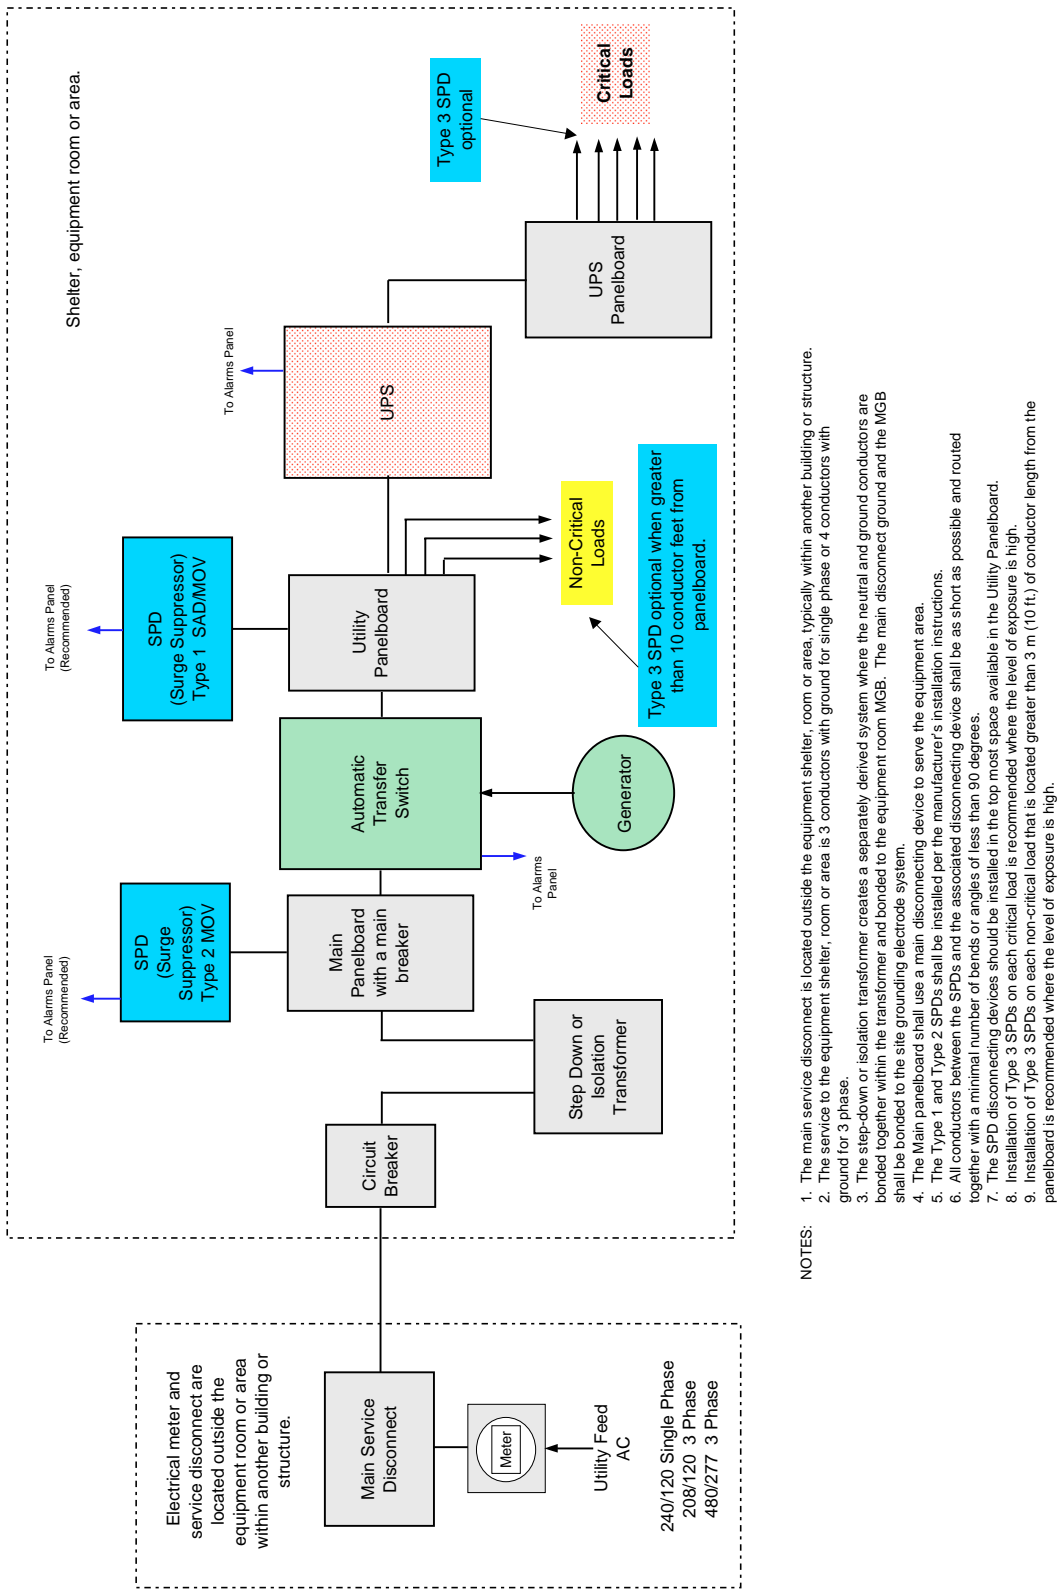 Shelter, equipment room or area.
Electrical meter and
service disconnect are
located outside the
equipment room or area
within another building or
structure.
Main Service
Disconnect
Meter
Utility Feed
AC
240/120 Single Phase
208/120  3 Phase
480/277  3 Phase
Circuit
Breaker
Step Down or
Isolation
Transformer
To Alarms Panel
(Recommended)
SPD
(Surge
Suppressor)
Type 2 MOV
Main
Panelboard
with a main
breaker
Automatic
Transfer
Switch
To Alarms
Panel
Generator
To Alarms Panel
(Recommended)
SPD
(Surge Suppressor)
Type 1  SAD/MOV
Utility
Panelboard
Non-Critical
Loads
Type 3 SPD optional when greater
than 10 conductor feet from
panelboard.
To Alarms Panel
UPS
UPS
Panelboard
Type 3 SPD
optional
Critical
Loads
NOTES:
1.  The main service disconnect is located outside the equipment shelter, room or area, typically within another building or structure.
2.  The service to the equipment shelter, room or area is 3 conductors with ground for single phase or 4 conductors with
ground for 3 phase.
3.  The step-down or isolation transformer creates a separately derived system where the neutral and ground conductors are
bonded together within the transformer and bonded to the equipment room MGB.  The main disconnect ground and the MGB
shall be bonded to the site grounding electrode system.
4.  The Main panelboard shall use a main disconnecting device to serve the equipment area.
5.  The Type 1 and Type 2 SPDs shall be installed per the manufacturer's installation instructions.
6.  All conductors between the SPDs and the associated disconnecting device shall be as short as possible and routed
together with a minimal number of bends or angles of less than 90 degrees.
7.  The SPD disconnecting devices should be installed in the top most space available in the Utility Panelboard.
8.  Installation of Type 3 SPDs on each critical load is recommended where the level of exposure is high.
9.  Installation of Type 3 SPDs on each non-critical load that is located greater than 3 m (10 ft.) of conductor length from the
panelboard is recommended where the level of exposure is high.